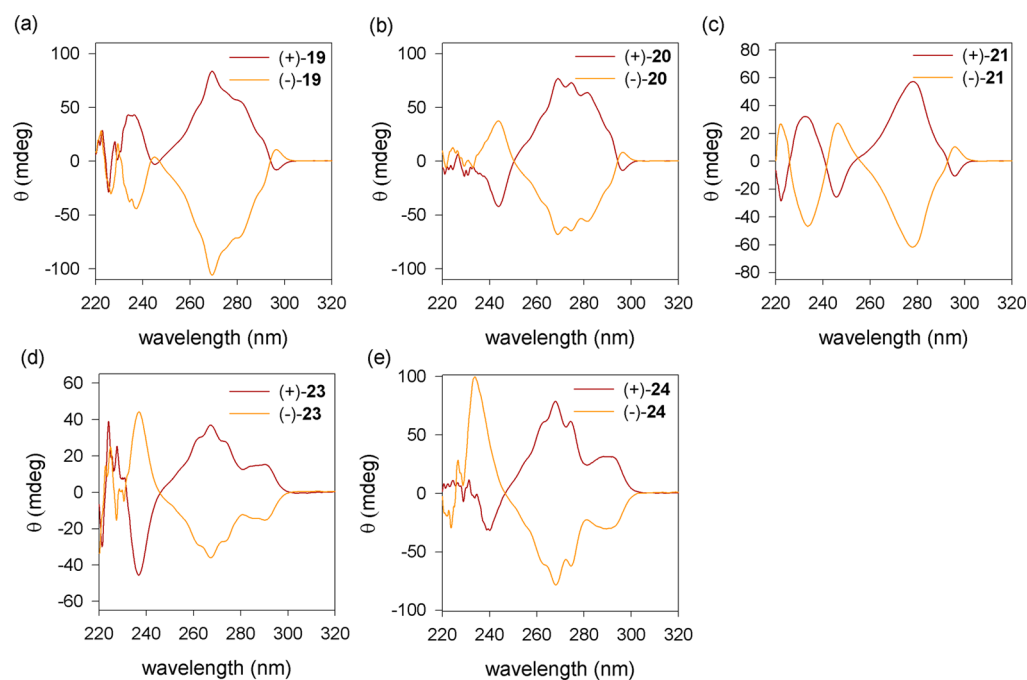 (a)
(+)-19
(-)-19
100
50
0
-50
-100
θ (mdeg)
220 240 260 280 300 320
wavelength (nm)
(b)
(+)-20
(-)-20
100
50
0
-50
-100
θ (mdeg)
220 240 260 280 300 320
wavelength (nm)
(c)
(+)-21
(-)-21
80
60
40
20
0
-20
-40
-60
-80
θ (mdeg)
220 240 260 280 300 320
wavelength (nm)
(d)
(+)-23
(-)-23
60
40
20
0
-20
-40
-60
θ (mdeg)
220 240 260 280 300 320
wavelength (nm)
(e)
(+)-24
(-)-24
100
50
0
-50
-100
θ (mdeg)
220 240 260 280 300 320
wavelength (nm)